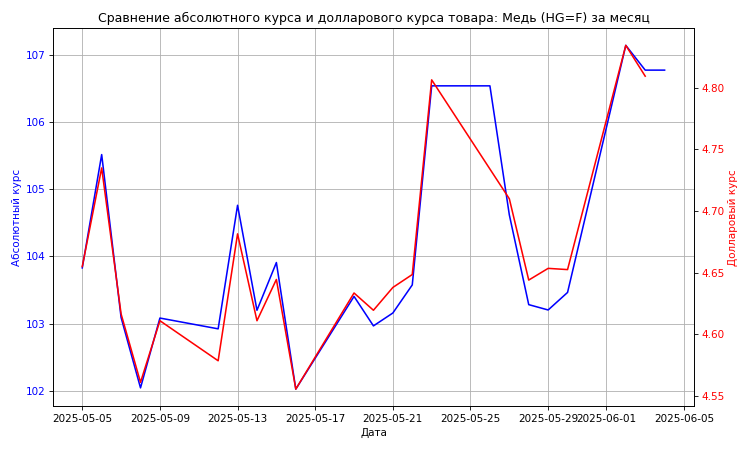 Сравнение абсолютного курса и долларового курса товара: Медь (HG=F) за месяц
107
106
105
104
103
102
Абсолютный курс
4.80
4.75
4.70
4.65
4.60
4.55
Долларовый курс
2025-05-05 2025-05-09 2025-05-13 2025-05-17 2025-05-21 2025-05-25 2025-05-29 2025-06-01 2025-06-05
Дата